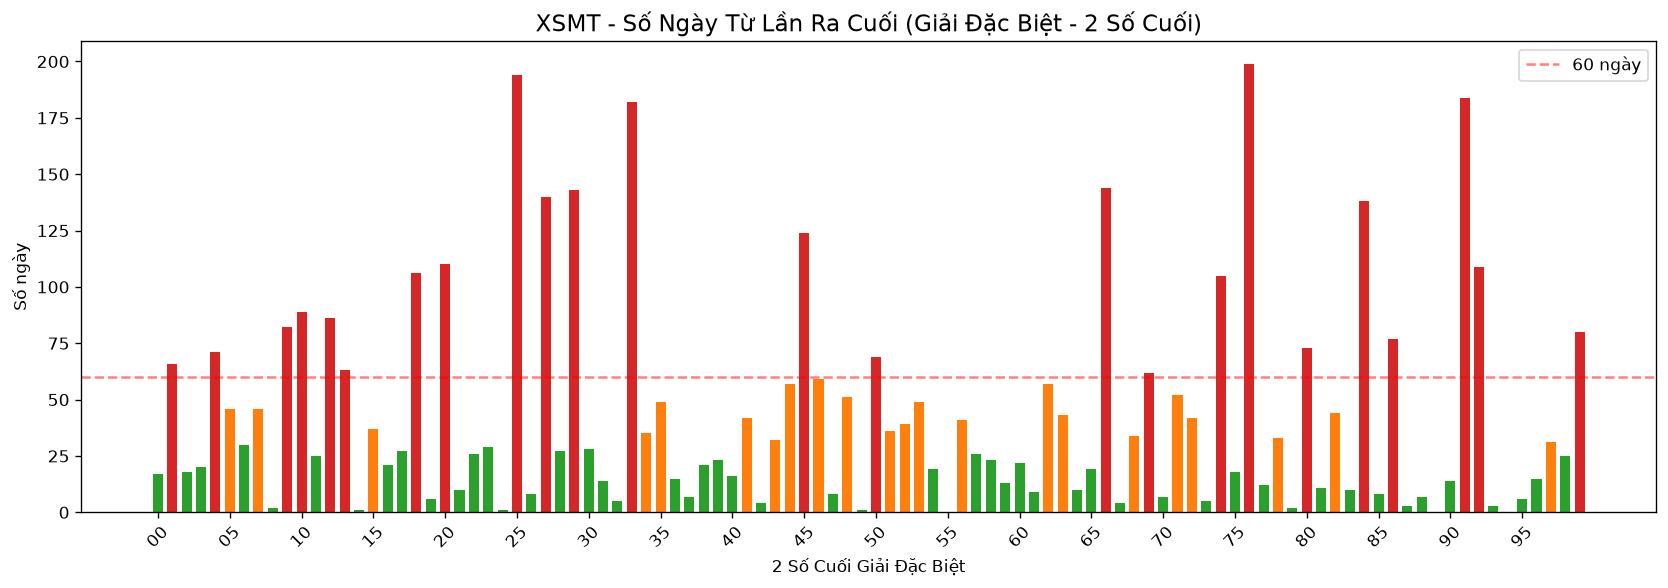 XSMT - Số Ngày Từ Lần Ra Cuối (Giải Đặc Biệt - 2 Số Cuối)
60 ngày
Số ngày
200
175
150
125
100
75
50
25
0
00 05 10 15 20 25 30 35 40 45 50 55 60 65 70 75 80 85 90 95
2 Số Cuối Giải Đặc Biệt